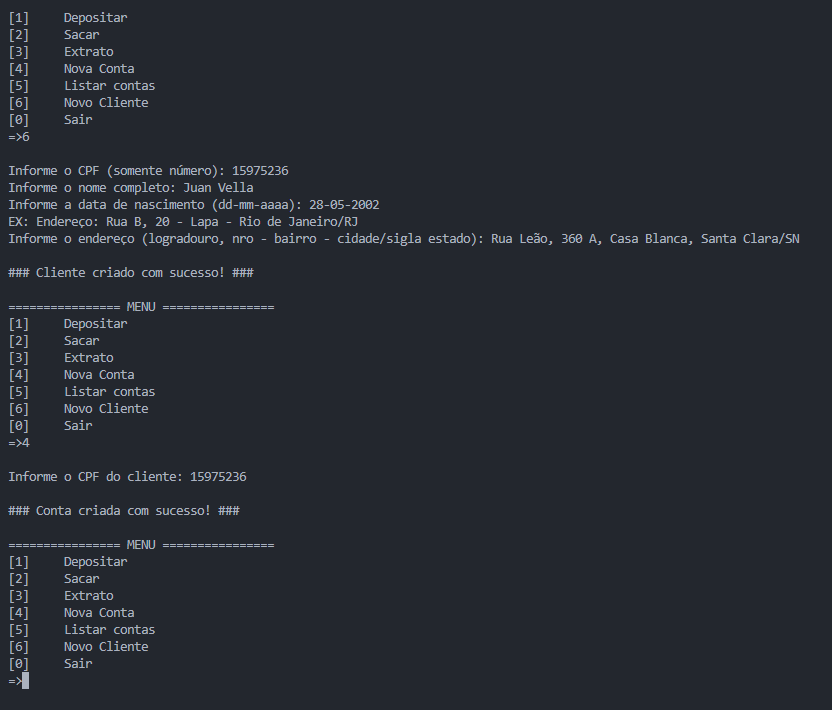 [1]	Depositar
[2]	Sacar
[3]	Extrato
[4]	Nova Conta
[5]	Listar contas
[6]	Novo Cliente
[0]	Sair
=>6
Informe o CPF (somente número): 15975236
Informe o nome completo: Juan Vella
Informe a data de nascimento (dd-mm-aaaa): 28-05-2002
EX: Endereço: Rua B, 20 - Lapa - Rio de Janeiro/RJ
Informe o endereço (logradouro, nro - bairro - cidade/sigla estado): Rua Leão, 360 A, Casa Blanca, Santa Clara/SN
### Cliente criado com sucesso! ###
================ MENU ================
[1]	Depositar
[2]	Sacar
[3]	Extrato
[4]	Nova Conta
[5]	Listar contas
[6]	Novo Cliente
[0]	Sair
=>4
Informe o CPF do cliente: 15975236
### Conta criada com sucesso! ###
================ MENU ================
[1]	Depositar
[2]	Sacar
[3]	Extrato
[4]	Nova Conta
[5]	Listar contas
[6]	Novo Cliente
[0]	Sair
=>